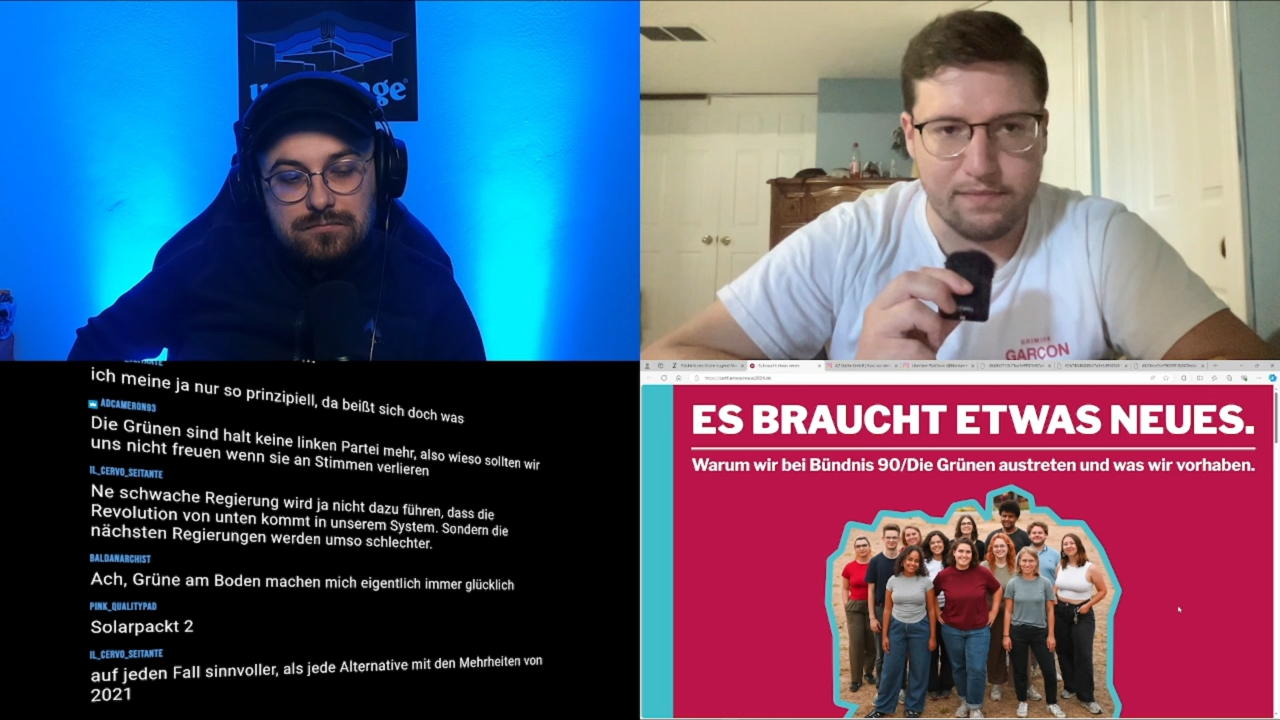 GARÇON
ich meine ja nur so prinzipiell, da beißt sich doch was
ADCAMERON93
Die Grünen sind halt keine linken Partei mehr, also wieso sollten wir
uns nicht freuen wenn sie an Stimmen verlieren
IL_CERVO_SEITANTE
Ne schwache Regierung wird ja nicht dazu führen, dass die
Revolution von unten kommt in unserem System. Sondern die
nächsten Regierungen werden umso schlechter.
BALDANARCHIST
Ach, Grüne am Boden machen mich eigentlich immer glücklich
PINK_QUALITYPAD
Solarpackt 2
IL_CERVO_SEITANTE
auf jeden Fall sinnvoller, als jede Alternative mit den Mehrheiten von
2021
ES BRAUCHT ETWAS NEUES.
Warum wir bei Bündnis 90/Die Grünen austreten und was wir vorhaben.